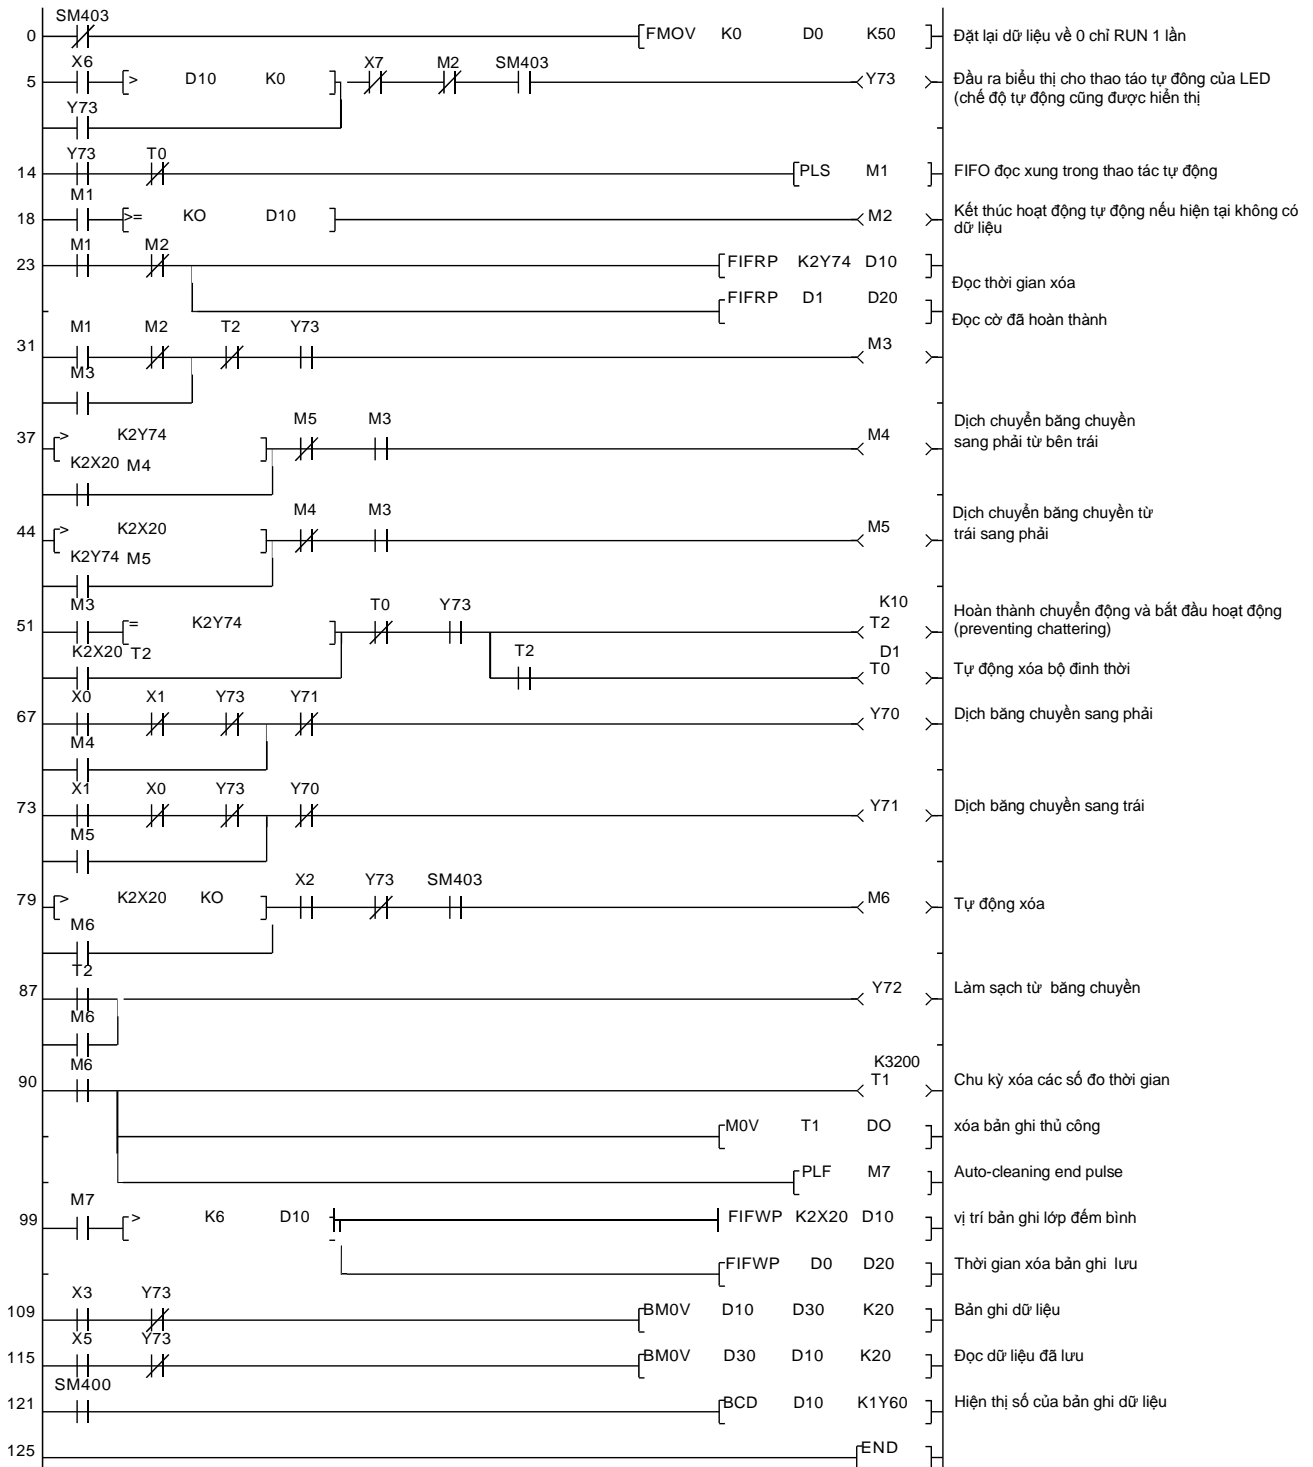 SM403
0 FMOV K0 D0 K50 Đặt lại dữ liệu về 0 chỉ RUN 1 lần
X6 X7 M2 SM403
5 > D10 K0 Y73 Đầu ra biểu thị cho thao táo tự đông của LED
(chế độ tự động cũng được hiển thị
Y73
Y73 T0
14 PLS M1 FIFO đọc xung trong thao tác tự động
M1
18 >= KO D10 M2 Kết thúc hoạt động tự động nếu hiện tại không có
dữ liệu
M1 M2
23 FIFRP K2Y74 D10
Đọc thời gian xóa
FIFRP D1 D20
Đọc cờ đã hoàn thành
M1 M2 T2 Y73
31 M3
M3
M5 M3
37 > K2Y74 M4 Dịch chuyển băng chuyền
sang phải từ bên trái
K2X20 M4
M4 M3
44 > K2X20 M5 Dịch chuyển băng chuyền từ
trái sang phải
K2Y74 M5
M3 T0 Y73 K10
51 = K2Y74 T2 Hoàn thành chuyển động và bắt đầu hoạt động
(preventing chattering)
K2X20 T2 T2 D1
T0 Tự động xóa bộ đinh thời
X0 X1 Y73 Y71
67 Y70 Dịch băng chuyền sang phải
M4
X1 X0 Y73 Y70
73 Y71 Dịch băng chuyền sang trái
M5
X2 Y73 SM403
79 > K2X20 KO M6 Tự động xóa
M6
T2
87 Y72 Làm sạch từ băng chuyền
M6
M6 K3200
90 T1 Chu kỳ xóa các số đo thời gian
M0V T1 DO xóa bản ghi thủ công
PLF M7 Auto-cleaning end pulse
M7
99 > K6 D10 FIFWP K2X20 D10 vị trí bản ghi lớp đếm bình
FIFWP D0 D20 Thời gian xóa bản ghi lưu
X3 Y73
109 BM0V D10 D30 K20 Bản ghi dữ liệu
X5 Y73
115 BM0V D30 D10 K20 Đọc dữ liệu đã lưu
SM400
121 BCD D10 K1Y60 Hiện thị số của bản ghi dữ liệu
125 END